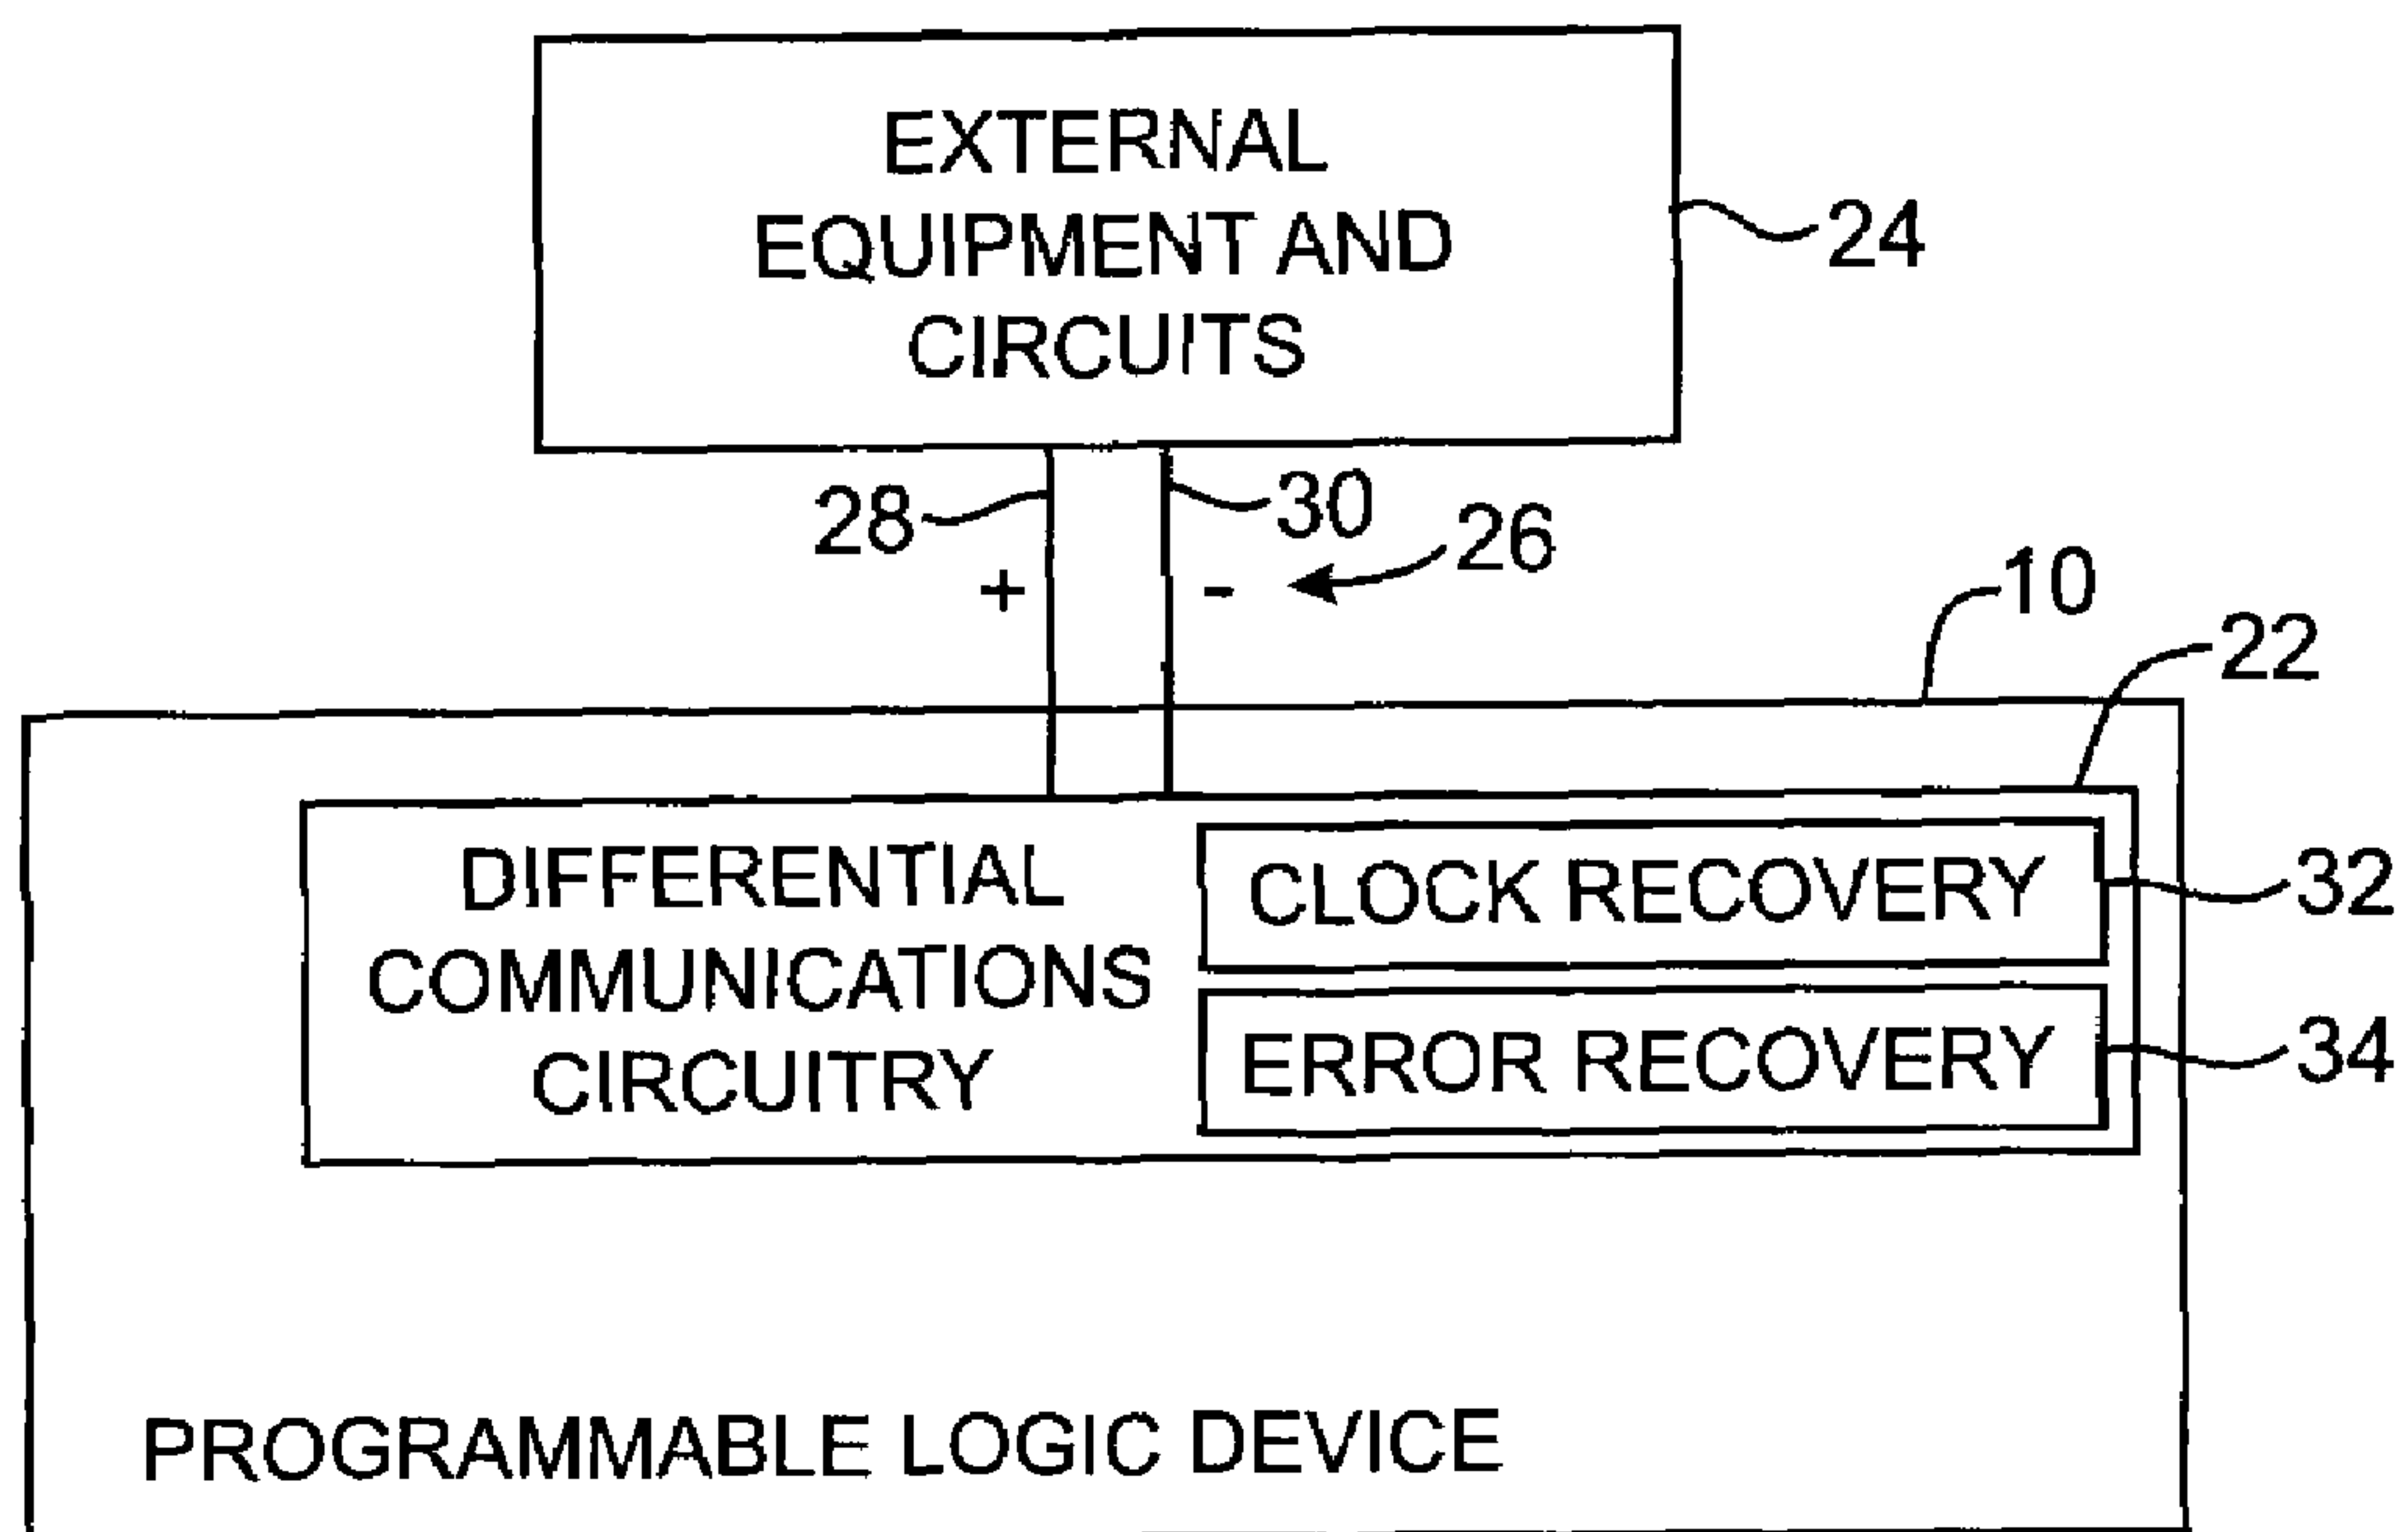 EXTERNAL
EQUIPMENT AND
CIRCUITS
24
28
30
26
+
-
10
22
DIFFERENTIAL
COMMUNICATIONS
CIRCUITRY
CLOCK RECOVERY
32
ERROR RECOVERY
34
PROGRAMMABLE LOGIC DEVICE